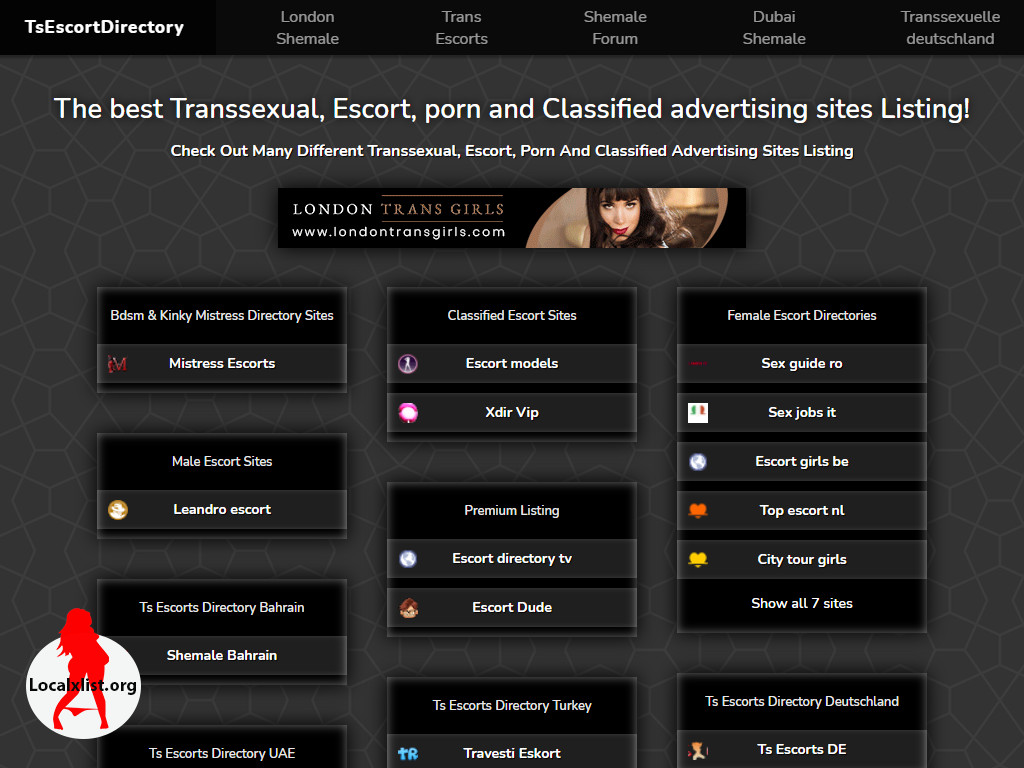 TsEscortDirectory
London
Shemale
Trans
Escorts
Shemale
Forum
Dubai
Shemale
Transsexuelle
deutschland
The best Transsexual, Escort, porn and Classified advertising sites Listing!
Check Out Many Different Transsexual, Escort, Porn And Classified Advertising Sites Listing
LONDON TRANS GIRLS
www.londontransgirls.com
Bdsm & Kinky Mistress Directory Sites
Mistress Escorts
Male Escort Sites
Leandro escort
Ts Escorts Directory Bahrain
Shemale Bahrain
Localxlist.org
Ts Escorts Directory UAE
Classified Escort Sites
Escort models
Xdir Vip
Premium Listing
Escort directory tv
Escort Dude
Ts Escorts Directory Turkey
TR
Travesti Eskort
Female Escort Directories
Sex guide ro
Sex jobs it
Escort girls be
Top escort nl
City tour girls
Show all 7 sites
Ts Escorts Directory Deutschland
Ts Escorts DE